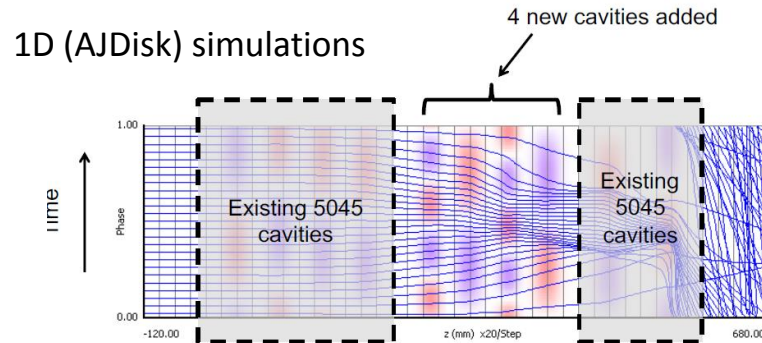 4 new cavities added
1D (AJDisk) simulations
1.00
Existing 5045
cavities
Existing
5045
cavities
Phase
0.00
-120.00
z (mm) x20/Step
680.00